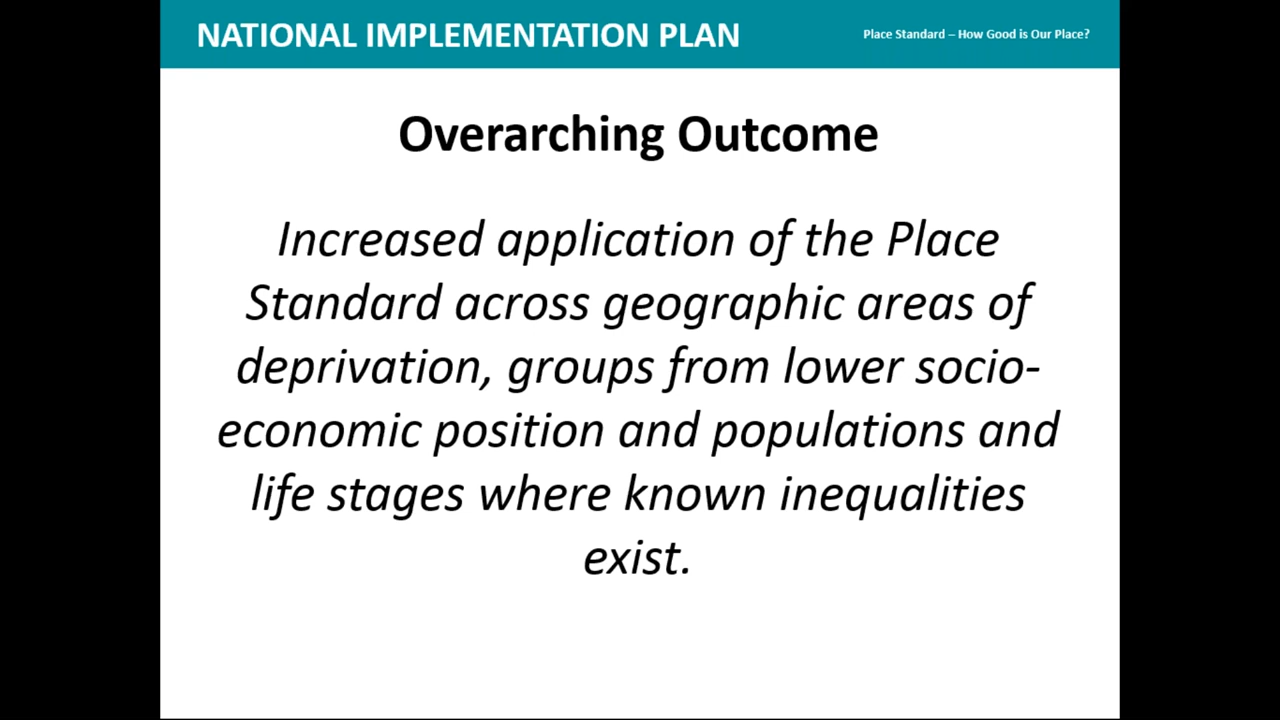 NATIONAL IMPLEMENTATION PLAN
Place Standard – How Good is Our Place?
Overarching Outcome
Increased application of the Place
Standard across geographic areas of
deprivation, groups from lower socio-
economic position and populations and
life stages where known inequalities
exist.